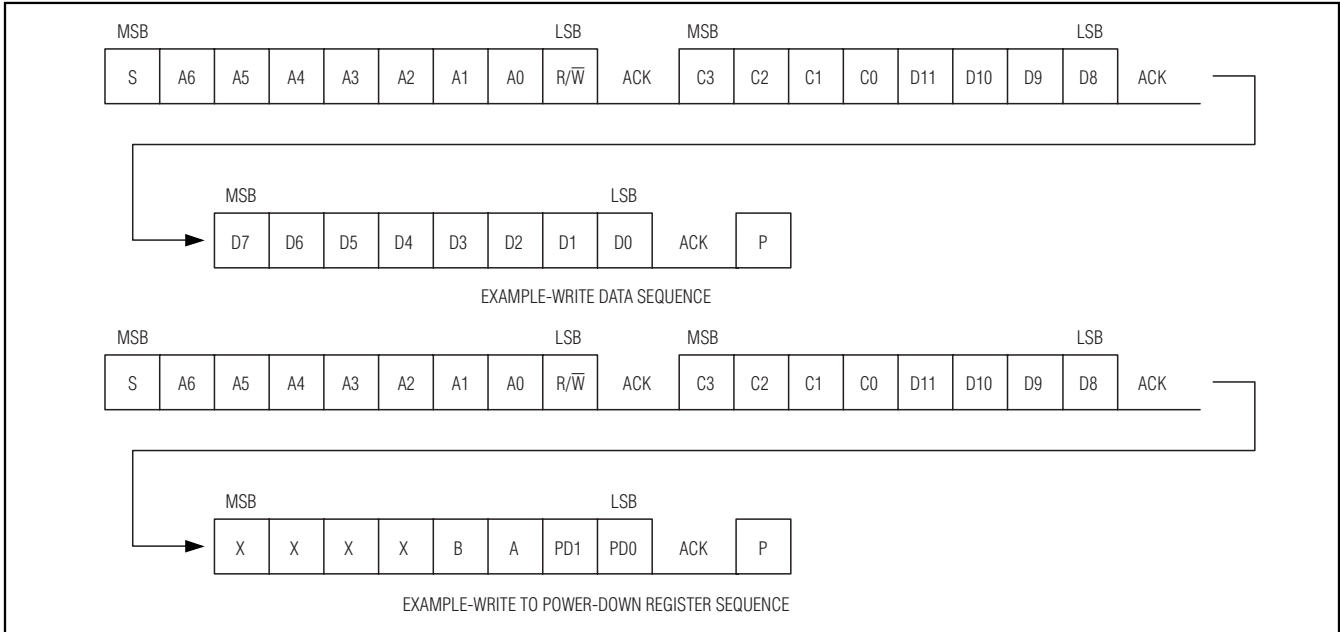 MSB LSB MSB LSB
S A6 A5 A4 A3 A2 A1 A0 R/W̅ ACK C3 C2 C1 C0 D11 D10 D9 D8 ACK
MSB LSB
D7 D6 D5 D4 D3 D2 D1 D0 ACK P
EXAMPLE-WRITE DATA SEQUENCE
MSB LSB MSB LSB
S A6 A5 A4 A3 A2 A1 A0 R/W̅ ACK C3 C2 C1 C0 D11 D10 D9 D8 ACK
MSB LSB
X X X X B A PD1 PD0 ACK P
EXAMPLE-WRITE TO POWER-DOWN REGISTER SEQUENCE